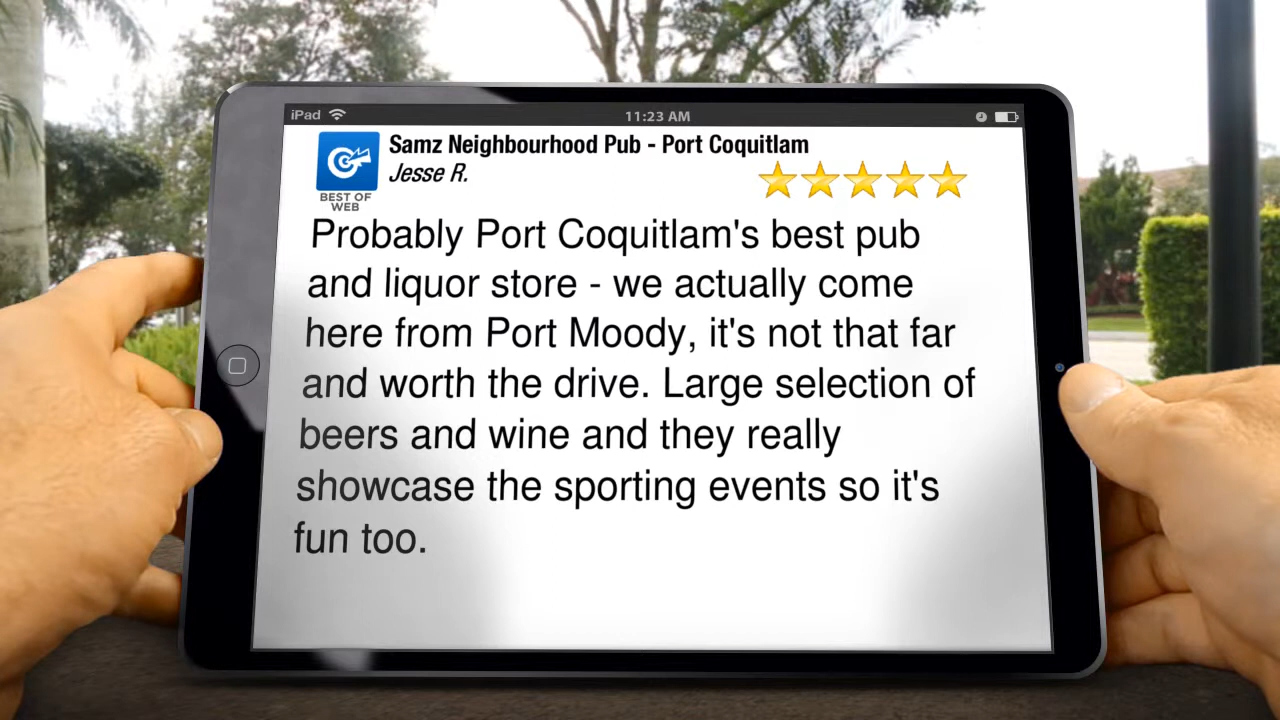 iPad 11:23 AM
Samz Neighbourhood Pub - Port Coquitlam
Jesse R.
BEST OF
WEB
Probably Port Coquitlam's best pub
and liquor store - we actually come
here from Port Moody, it's not that far
and worth the drive. Large selection of
beers and wine and they really
showcase the sporting events so it's
fun too.